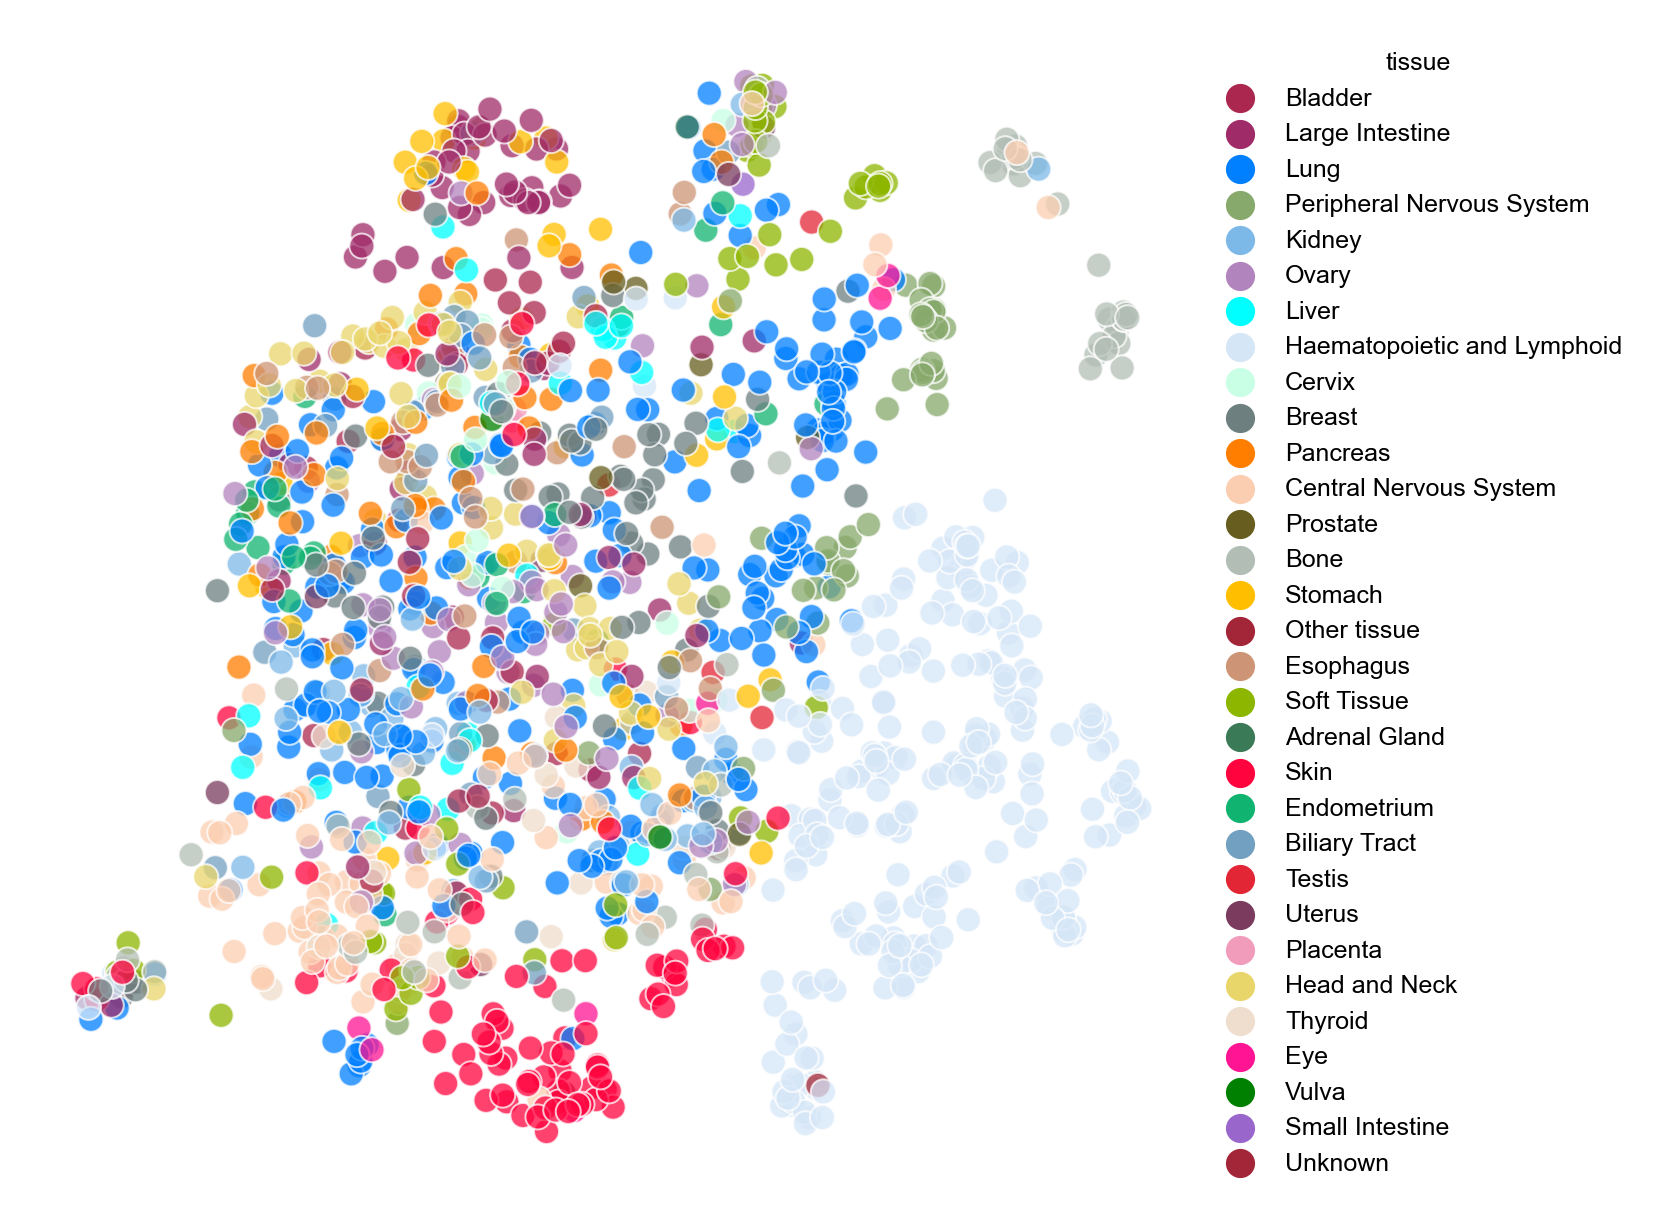 tissue
Bladder
Large Intestine
Lung
Peripheral Nervous System
Kidney
Ovary
Liver
Haematopoietic and Lymphoid
Cervix
Breast
Pancreas
Central Nervous System
Prostate
Bone
Stomach
Other tissue
Esophagus
Soft Tissue
Adrenal Gland
Skin
Endometrium
Biliary Tract
Testis
Uterus
Placenta
Head and Neck
Thyroid
Eye
Vulva
Small Intestine
Unknown